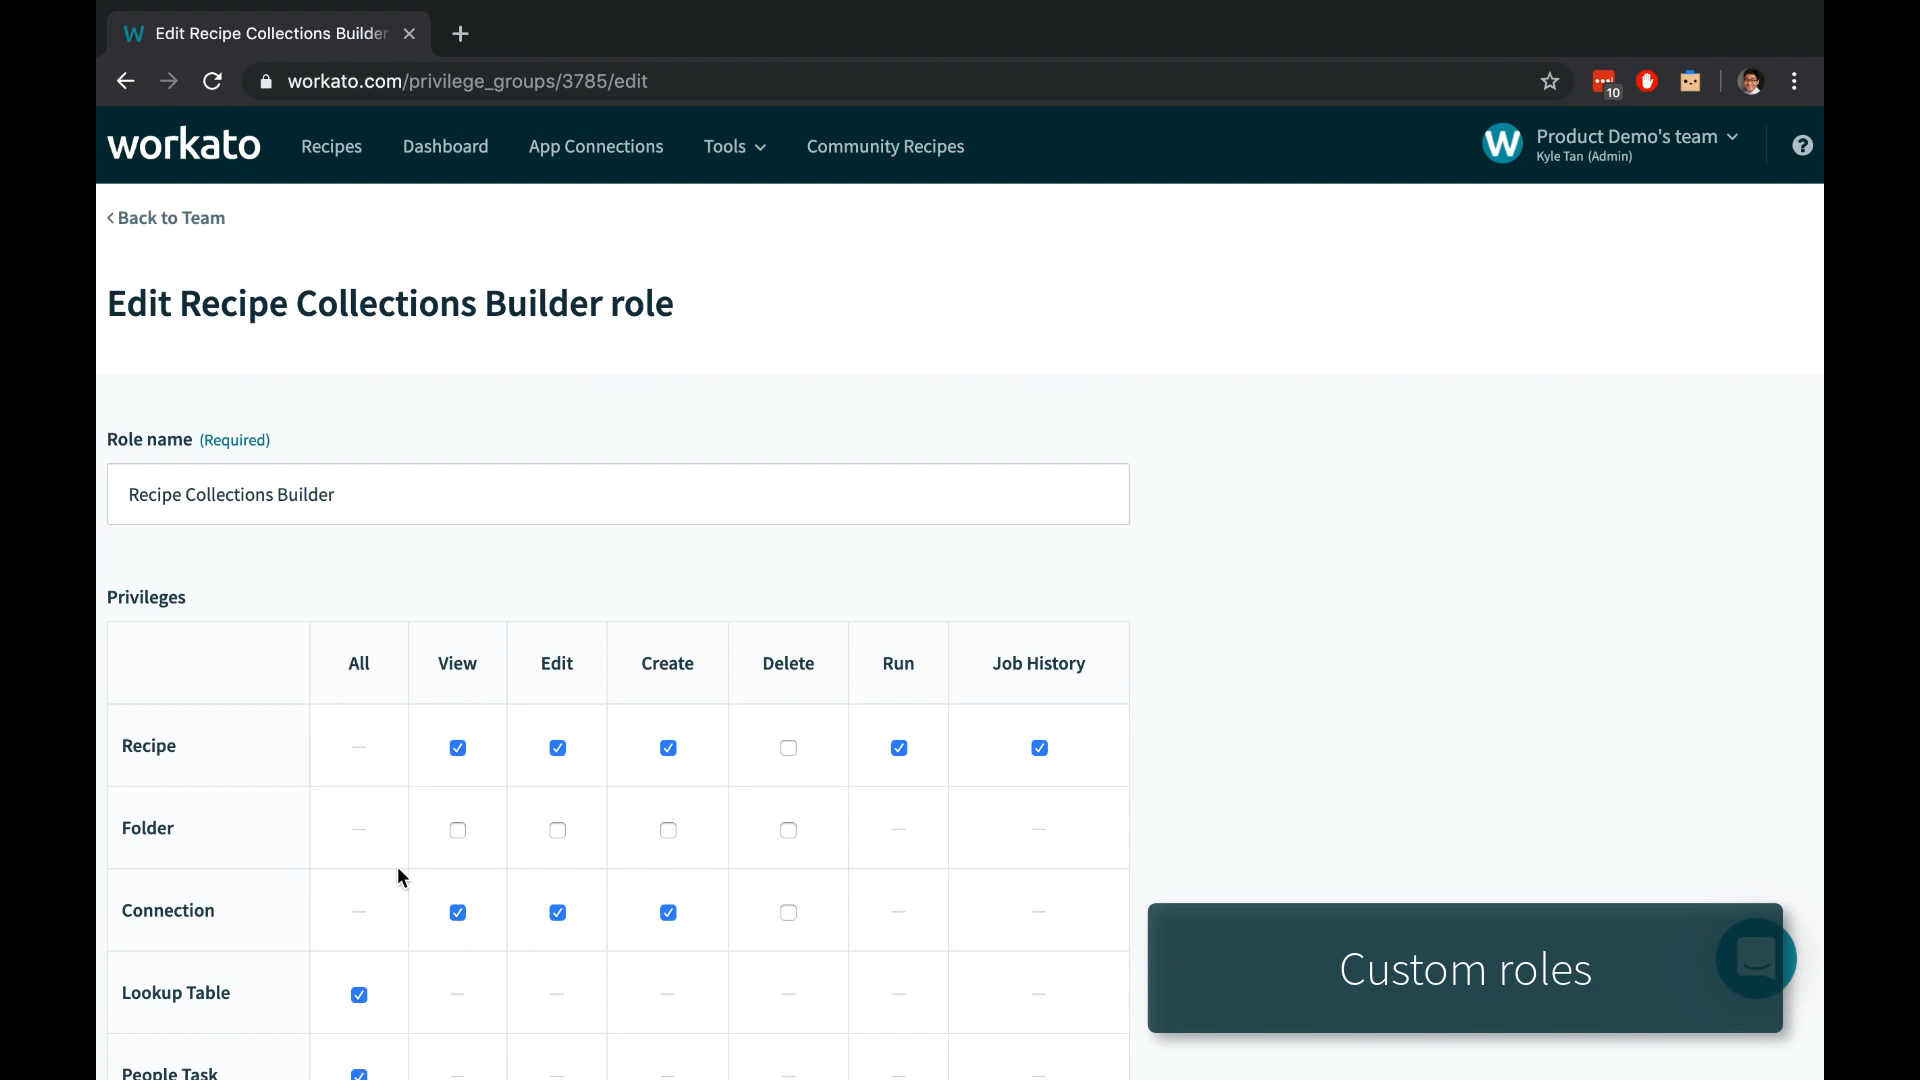 Edit Recipe Collections Builder
workato.com/privilege_groups/3785/edit
10
workato
Recipes
Dashboard
App Connections
Tools
Community Recipes
W
Product Demo's team
Kyle Tan (Admin)
?
Back to Team
Edit Recipe Collections Builder role
Role name (Required)
Recipe Collections Builder
Privileges
All View Edit Create Delete Run Job History
Recipe
Folder
Connection
Lookup Table
People Task
Custom roles